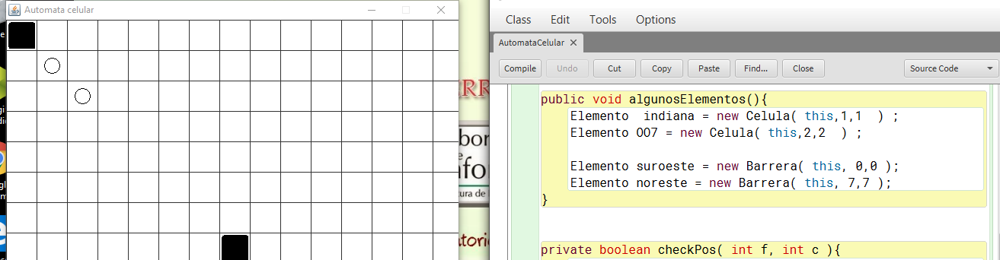 Automata celular
Class Edit Tools Options
AutomataCelular ✕
Compile Undo Cut Copy Paste Find... Close Source Code
public void algunosElementos(){
Elemento  indiana = new Celula( this,1,1  ) ;
Elemento OO7 = new Celula( this,2,2  ) ;
Elemento suroeste = new Barrera( this, 0,0 );
Elemento noreste = new Barrera( this, 7,7 );
}
private boolean checkPos( int f, int c ){